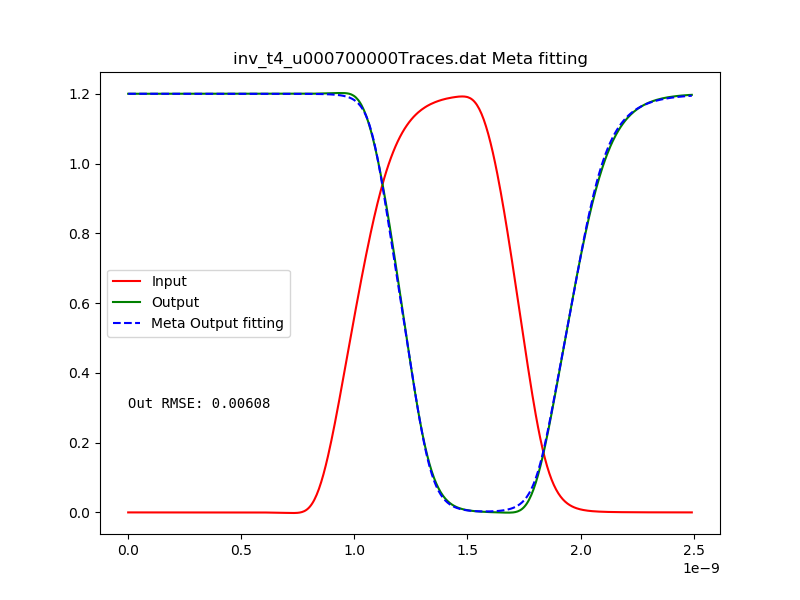 inv_t4_u000700000Traces.dat Meta fitting
1.2
1.0
0.8
0.6
0.4
0.2
0.0
Input
Output
Meta Output fitting
Out RMSE: 0.00608
0.0
0.5
1.0
1.5
2.0
2.5
1e−9